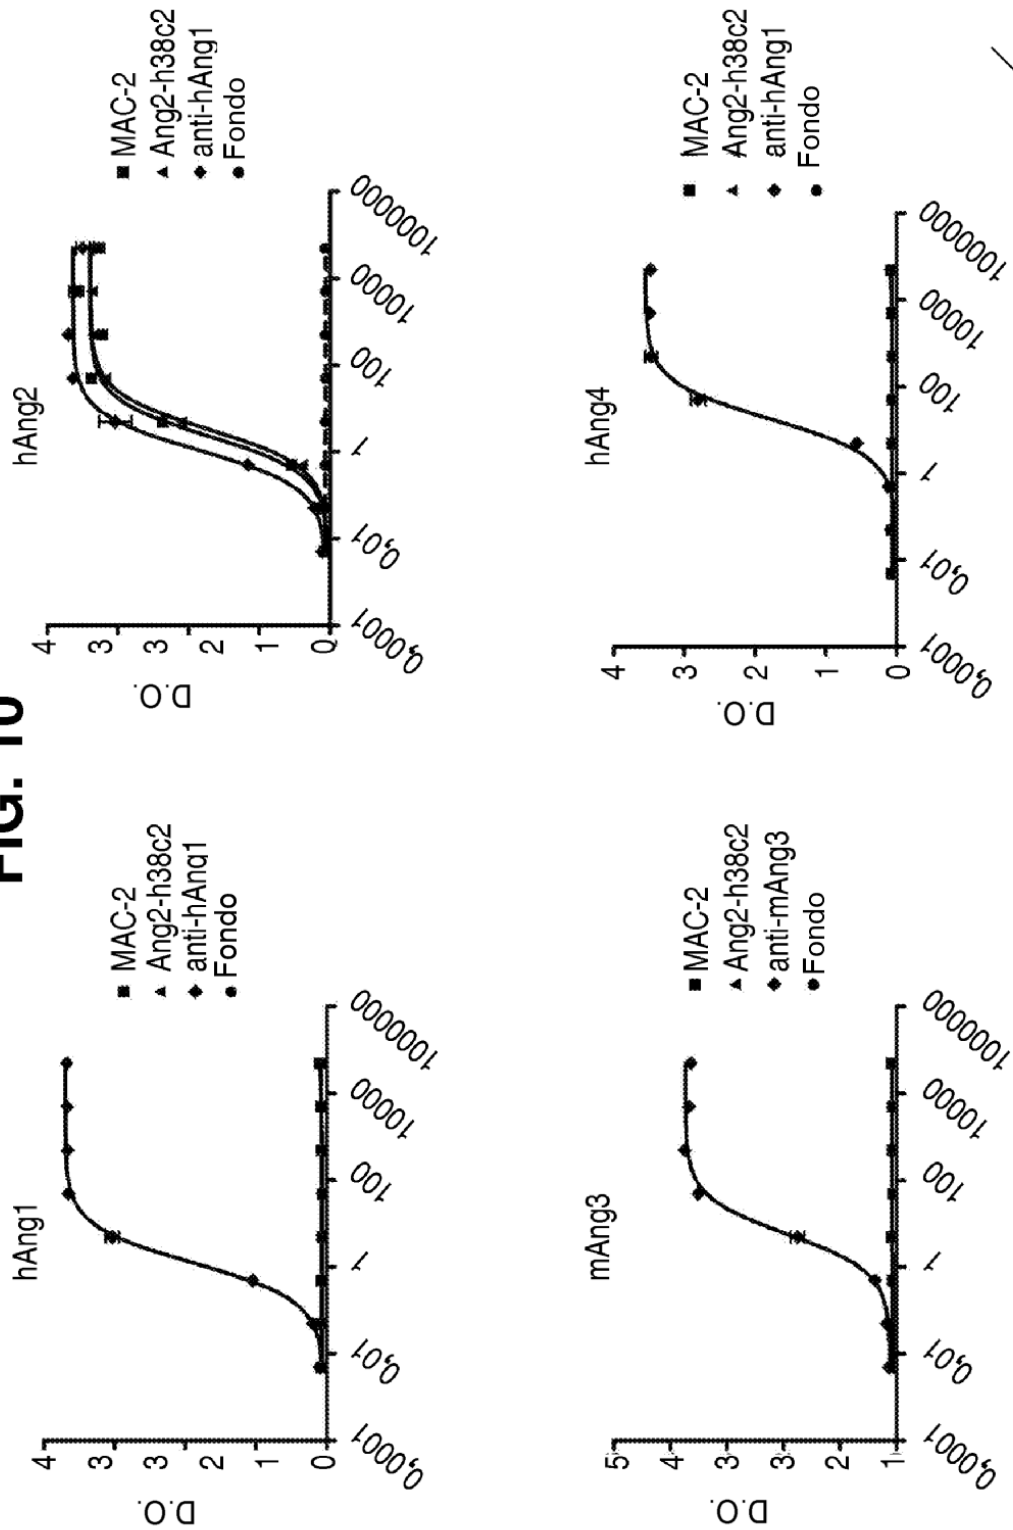 FIG. 10
hAng1
D.O.
4
3
2
1
0
0,0001
0,01
1
100
10000
1000000
MAC-2
Ang2-h38c2
anti-hAng1
Fondo
hAng2
D.O.
4
3
2
1
0
0,0001
0,01
1
100
10000
1000000
MAC-2
Ang2-h38c2
anti-hAng1
Fondo
mAng3
D.O.
5
4
3
2
1
0,0001
0,01
1
100
10000
1000000
MAC-2
Ang2-h38c2
anti-mAng3
Fondo
hAng4
D.O.
4
3
2
1
0
0,0001
0,01
1
100
10000
1000000
MAC-2
Ang2-h38c2
anti-hAng1
Fondo